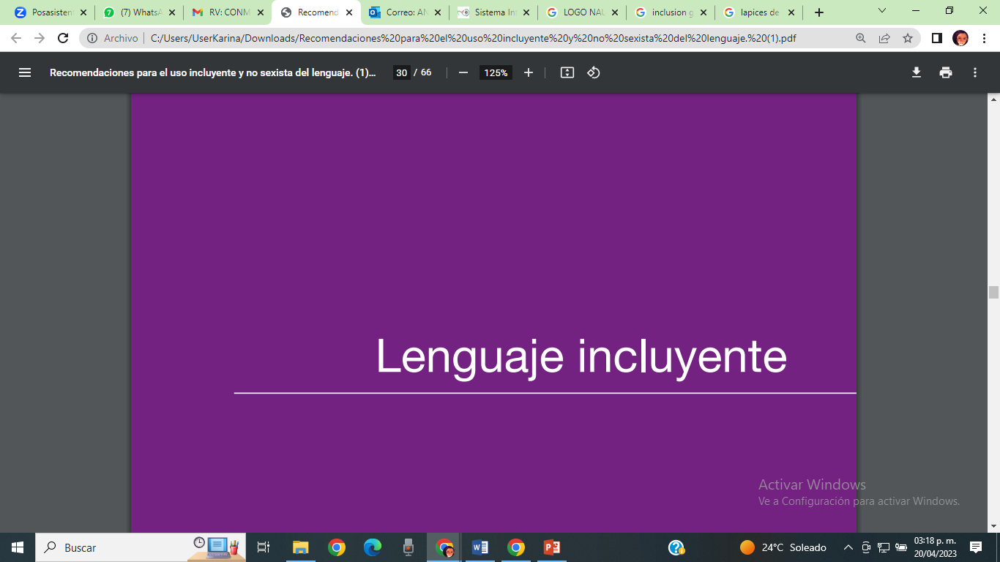 Posasisten
(7) Whats
RV: CONM
Recomend
Correo: AN
Sistema In
LOGO NAU
inclusion g
lapices de
Archivo
C:/Users/UserKarina/Downloads/Recomendaciones%20para%20el%20uso%20incluyente%20y%20no%20sexista%20del%20lenguaje.%20(1).pdf
Recomendaciones para el uso incluyente y no sexista del lenguaje. (1)...
30 / 66
125%
Lenguaje incluyente
Activar Windows
Ve a Configuración para activar Windows.
Buscar
24°C Soleado
03:18 p. m.
20/04/2023